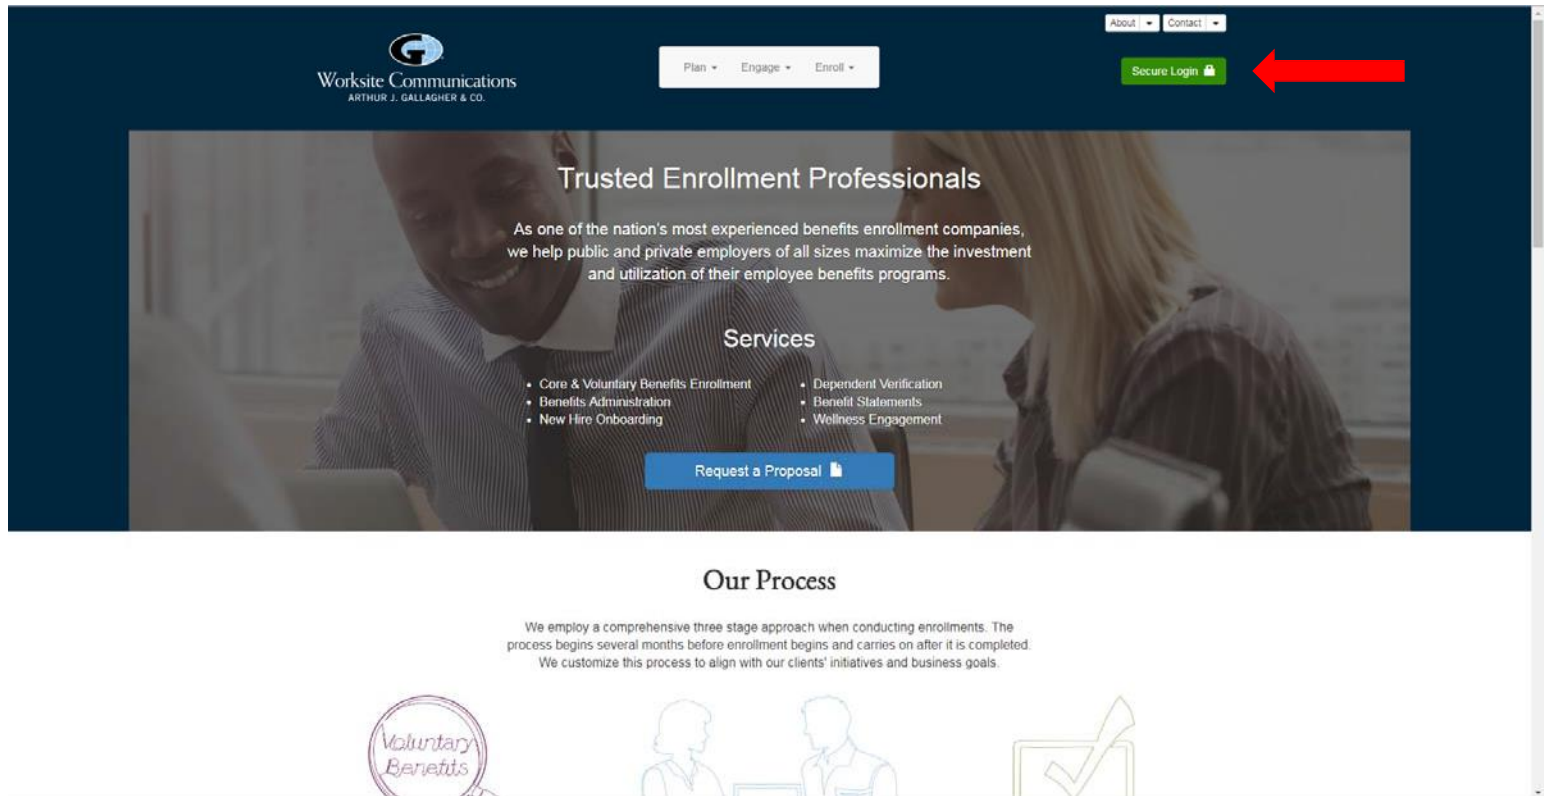 About Contact
Worksite Communications
ARTHUR J. GALLAGHER & CO.
Plan Engage Enroll
Secure Login
Trusted Enrollment Professionals
As one of the nation's most experienced benefits enrollment companies,
we help public and private employers of all sizes maximize the investment
and utilization of their employee benefits programs.
Services
• Core & Voluntary Benefits Enrollment
• Benefits Administration
• New Hire Onboarding
• Dependent Verification
• Benefit Statements
• Wellness Engagement
Request a Proposal
Our Process
We employ a comprehensive three stage approach when conducting enrollments. The
process begins several months before enrollment begins and carries on after it is completed.
We customize this process to align with our clients' initiatives and business goals.
Voluntary
Benefits